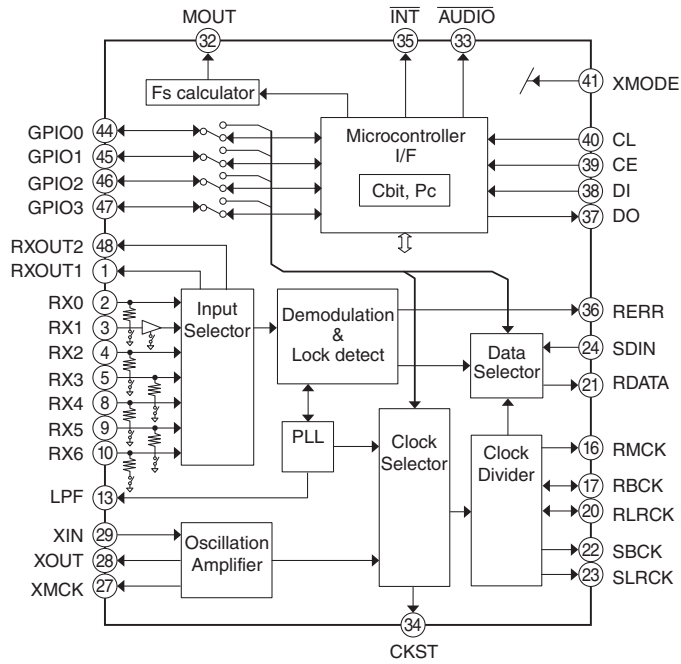 MOUT
INT
AUDIO
32
35
33
Fs calculator
41
XMODE
GPIO0
44
GPIO1
45
GPIO2
46
GPIO3
47
Microcontroller
I/F
Cbit, Pc
40
CL
39
CE
38
DI
37
DO
RXOUT2
48
RXOUT1
1
RX0
2
RX1
3
RX2
4
RX3
5
RX4
8
RX5
9
RX6
10
Input
Selector
Demodulation
&
Lock detect
36
RERR
24
SDIN
21
RDATA
Data
Selector
PLL
Clock
Selector
Clock
Divider
16
RMCK
17
RBCK
20
RLRCK
22
SBCK
23
SLRCK
LPF
13
XIN
29
XOUT
28
XMCK
27
Oscillation
Amplifier
34
CKST